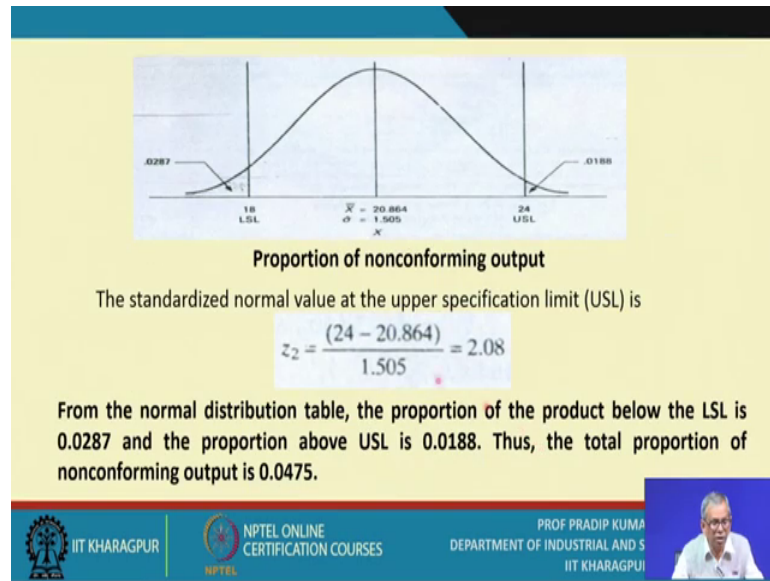 .0287
.0188
18
LSL
X̄ = 20.864
σ̂ = 1.505
X
24
USL
Proportion of nonconforming output
The standardized normal value at the upper specification limit (USL) is
z₂ = (24 – 20.864) / 1.505 = 2.08
From the normal distribution table, the proportion of the product below the LSL is
0.0287 and the proportion above USL is 0.0188. Thus, the total proportion of
nonconforming output is 0.0475.
IIT KHARAGPUR
NPTEL
NPTEL ONLINE
CERTIFICATION COURSES
PROF PRADIP KUMA
DEPARTMENT OF INDUSTRIAL AND S
IIT KHARAGPU